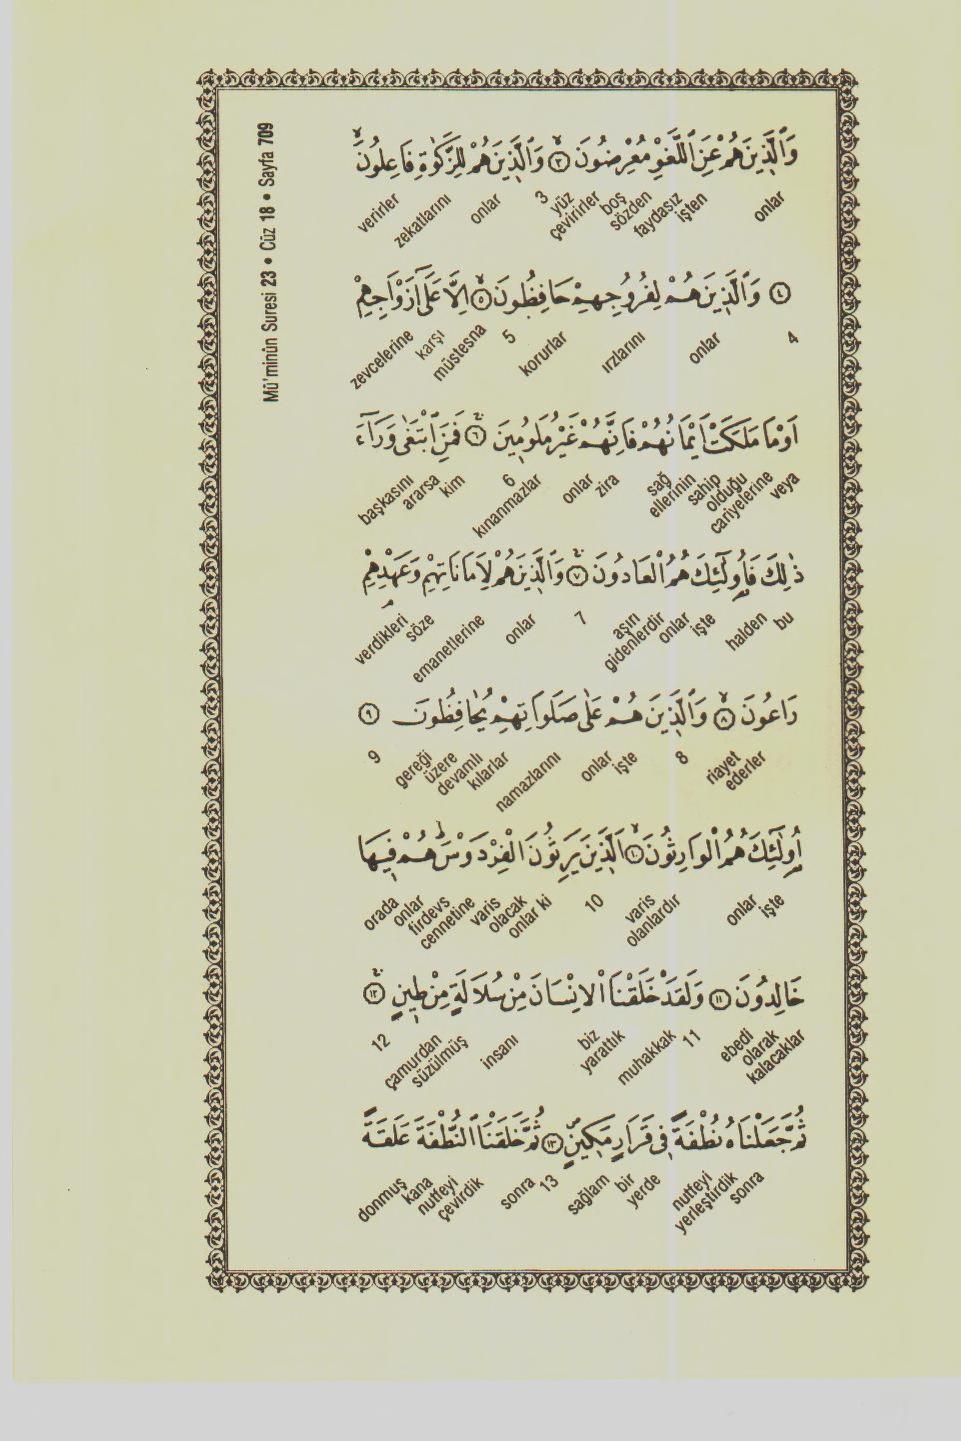 Mü'minûn Suresi 23 • Cüz 18 • Sayfa 709
وَالَّذِينَ هُمْ عَنِ اللَّغْوِ مُعْرِضُونَ ﴿٣﴾ وَالَّذِينَ هُمْ لِلزَّكٰوةِ فَاعِلُونَ
onlar işten faydasız sözden boş çevirirler yüz 3 onlar zekatlarını verirler
﴿٤﴾ وَالَّذِينَ هُمْ لِفُرُوجِهِمْ حَافِظُونَ ﴿٥﴾ اِلَّا عَلٰٓى اَزْوَاجِهِمْ
4 onlar ırzlarını korurlar 5 müstesna karşı zevcelerine
اَوْ مَا مَلَكَتْ اَيْمَانُهُمْ فَاِنَّهُمْ غَيْرُ مَلُومِينَ ﴿٦﴾ فَمَنِ ابْتَغٰى وَرَٓاءَ
veya cariyelerine olduğu sahip ellerinin sağ zira onlar kınanmazlar 6 kim ararsa başkasını
ذٰلِكَ فَاُولٰٓئِكَ هُمُ الْعَادُونَ ﴿٧﴾ وَالَّذِينَ هُمْ لِاَمَانَاتِهِمْ وَعَهْدِهِمْ
bu halden işte onlar gidenlerdir aşırı 7 onlar emanetlerine söze verdikleri
رَاعُونَ ﴿٨﴾ وَالَّذِينَ هُمْ عَلٰى صَلَوَاتِهِمْ يُحَافِظُونَ ﴿٩﴾
riayet ederler 8 işte onlar namazlarını kılarlar devamlı üzere gereği 9
اُولٰٓئِكَ هُمُ الْوَارِثُونَ ﴿١٠﴾ اَلَّذِينَ يَرِثُونَ الْفِرْدَوْسَ هُمْ فِيهَا
işte onlar varis olanlardır 10 onlar ki olacak varis cennetine firdevs onlar orada
خَالِدُونَ ﴿١١﴾ وَلَقَدْ خَلَقْنَا الْاِنْسَانَ مِنْ سُلَالَةٍ مِنْ طِينٍ ﴿١٢﴾
ebedi olarak kalacaklar 11 muhakkak biz yarattık insanı süzülmüş çamurdan 12
ثُمَّ جَعَلْنَاهُ نُطْفَةً فِي قَرَارٍ مَكِينٍ ﴿١٣﴾ ثُمَّ خَلَقْنَا النُّطْفَةَ عَلَقَةً
sonra nutfeyi yerleştirdik bir yerde sağlam 13 sonra çevirdik nutfeyi kana donmuş